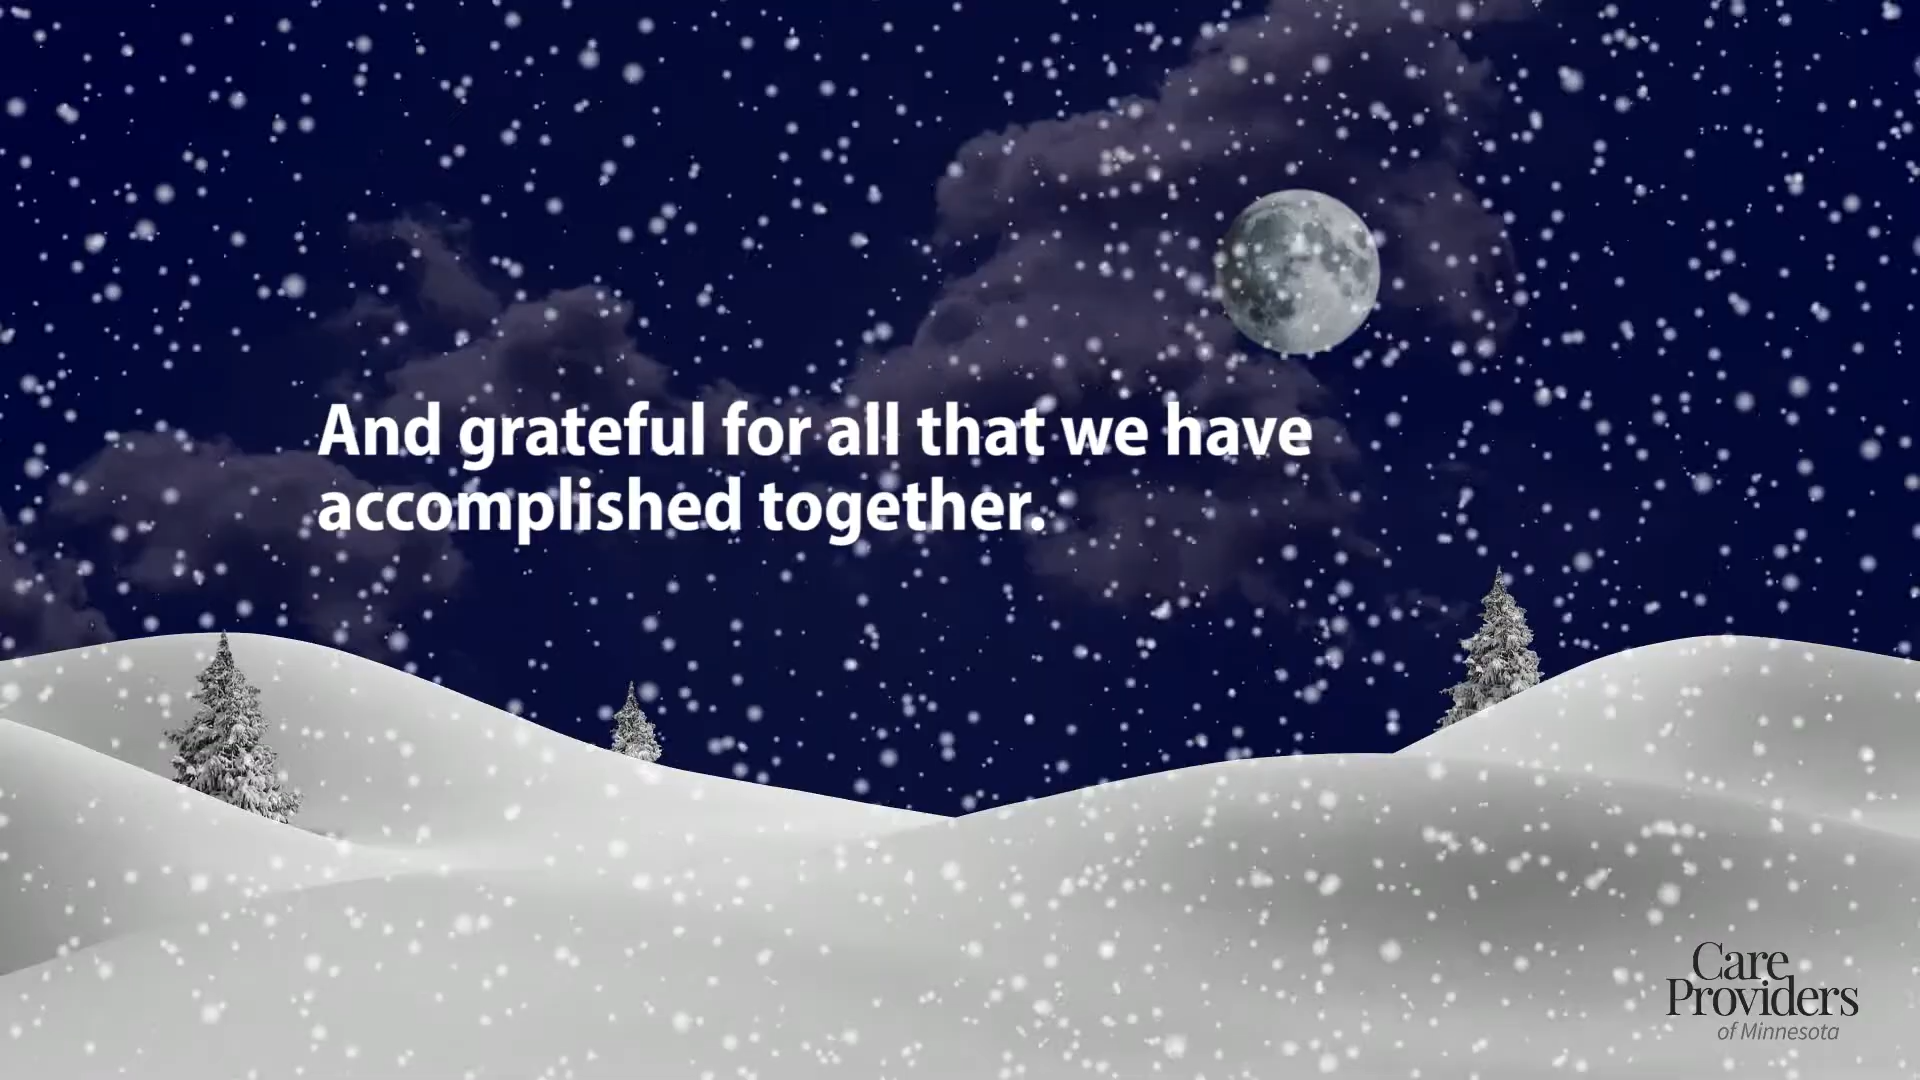 And grateful for all that we have
accomplished together.
Care
Providers
of Minnesota